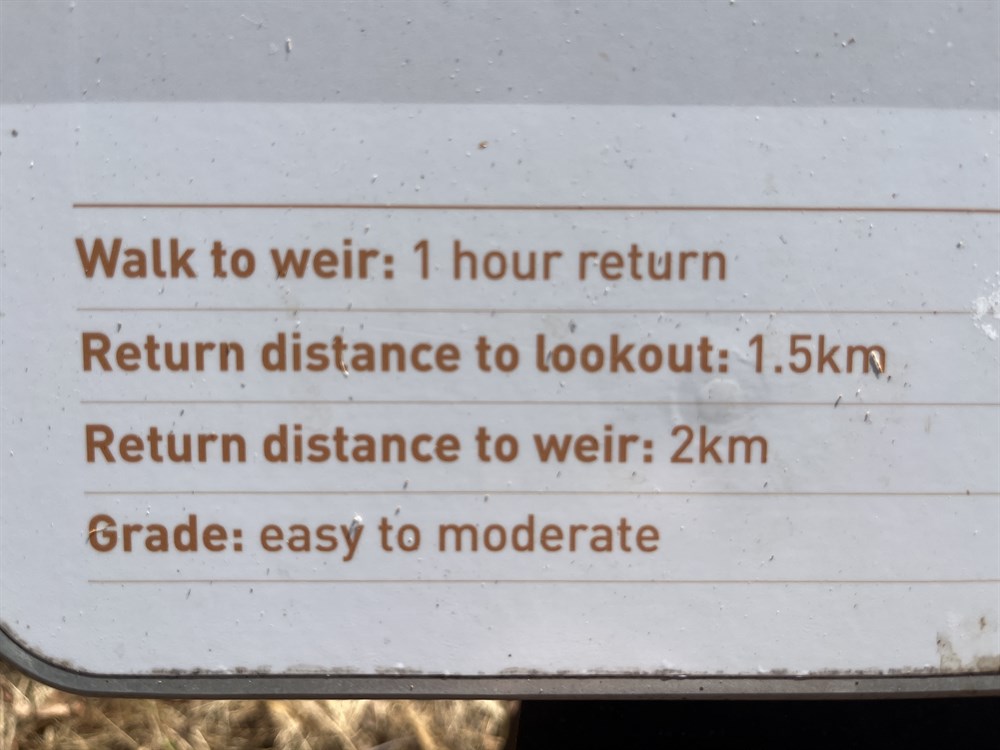 Walk to weir: 1 hour return
Return distance to lookout: 1.5km
Return distance to weir: 2km
Grade: easy to moderate